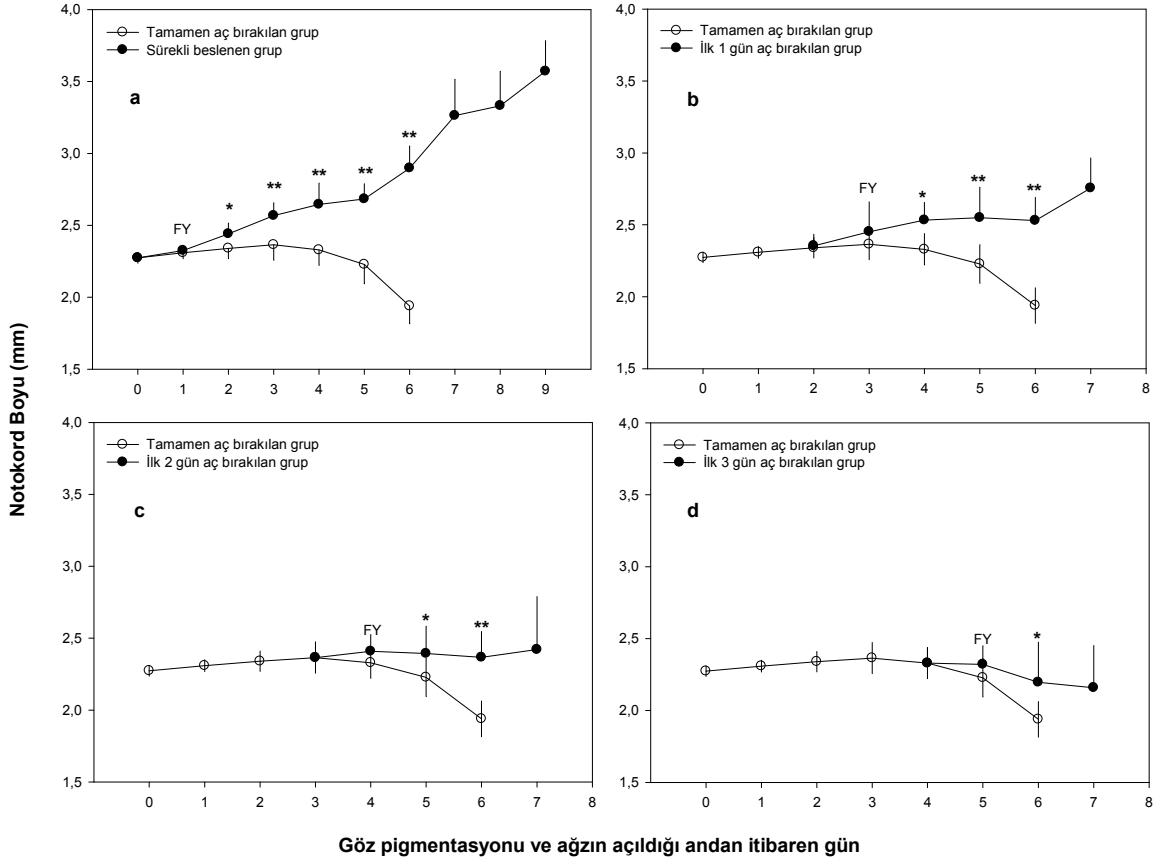 Notokord Boyu (mm)
4,0
3,5
3,0
2,5
2,0
1,5
Tamamen aç bırakılan grup
Sürekli beslenen grup
a
FY
*
**
**
**
**
0 1 2 3 4 5 6 7 8 9
4,0
3,5
3,0
2,5
2,0
1,5
Tamamen aç bırakılan grup
İlk 1 gün aç bırakılan grup
b
FY
*
**
**
0 1 2 3 4 5 6 7 8
4,0
3,5
3,0
2,5
2,0
1,5
Tamamen aç bırakılan grup
İlk 2 gün aç bırakılan grup
c
FY
*
**
0 1 2 3 4 5 6 7 8
4,0
3,5
3,0
2,5
2,0
1,5
Tamamen aç bırakılan grup
İlk 3 gün aç bırakılan grup
d
FY
*
0 1 2 3 4 5 6 7 8
Göz pigmentasyonu ve ağzın açıldığı andan itibaren gün